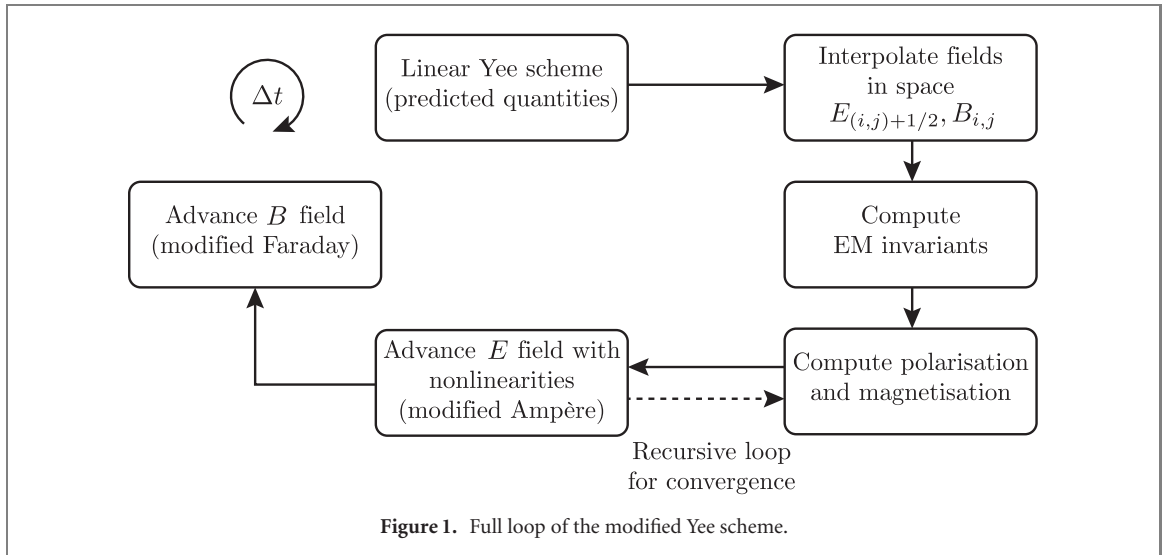 Δt
Linear Yee scheme
(predicted quantities)
Interpolate fields
in space
E(i,j)+1/2, Bi,j
Advance B field
(modified Faraday)
Compute
EM invariants
Advance E field with
nonlinearities
(modified Ampère)
Compute polarisation
and magnetisation
Recursive loop
for convergence
Figure 1. Full loop of the modified Yee scheme.